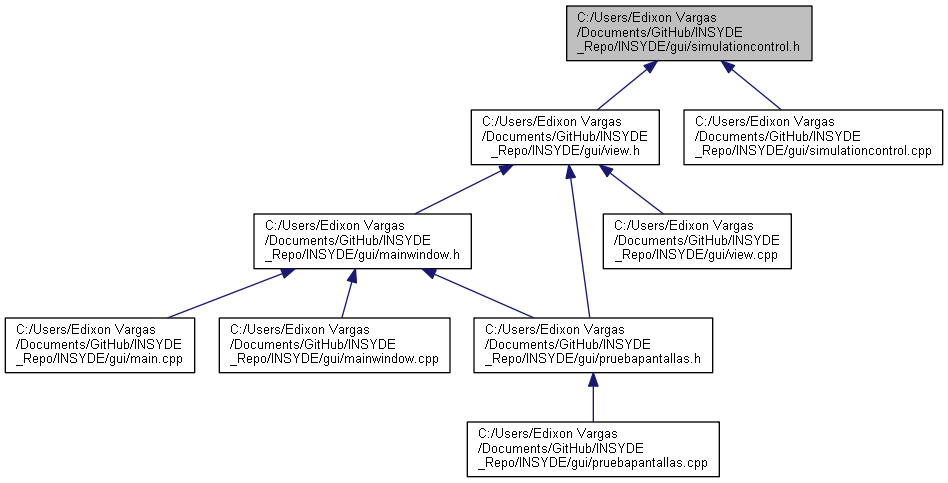 C:/Users/Edixon Vargas
/Documents/GitHub/INSYDE
_Repo/INSYDE/gui/simulationcontrol.h
C:/Users/Edixon Vargas
/Documents/GitHub/INSYDE
_Repo/INSYDE/gui/view.h
C:/Users/Edixon Vargas
/Documents/GitHub/INSYDE
_Repo/INSYDE/gui/simulationcontrol.cpp
C:/Users/Edixon Vargas
/Documents/GitHub/INSYDE
_Repo/INSYDE/gui/mainwindow.h
C:/Users/Edixon Vargas
/Documents/GitHub/INSYDE
_Repo/INSYDE/gui/view.cpp
C:/Users/Edixon Vargas
/Documents/GitHub/INSYDE
_Repo/INSYDE/gui/main.cpp
C:/Users/Edixon Vargas
/Documents/GitHub/INSYDE
_Repo/INSYDE/gui/mainwindow.cpp
C:/Users/Edixon Vargas
/Documents/GitHub/INSYDE
_Repo/INSYDE/gui/pruebapantallas.h
C:/Users/Edixon Vargas
/Documents/GitHub/INSYDE
_Repo/INSYDE/gui/pruebapantallas.cpp